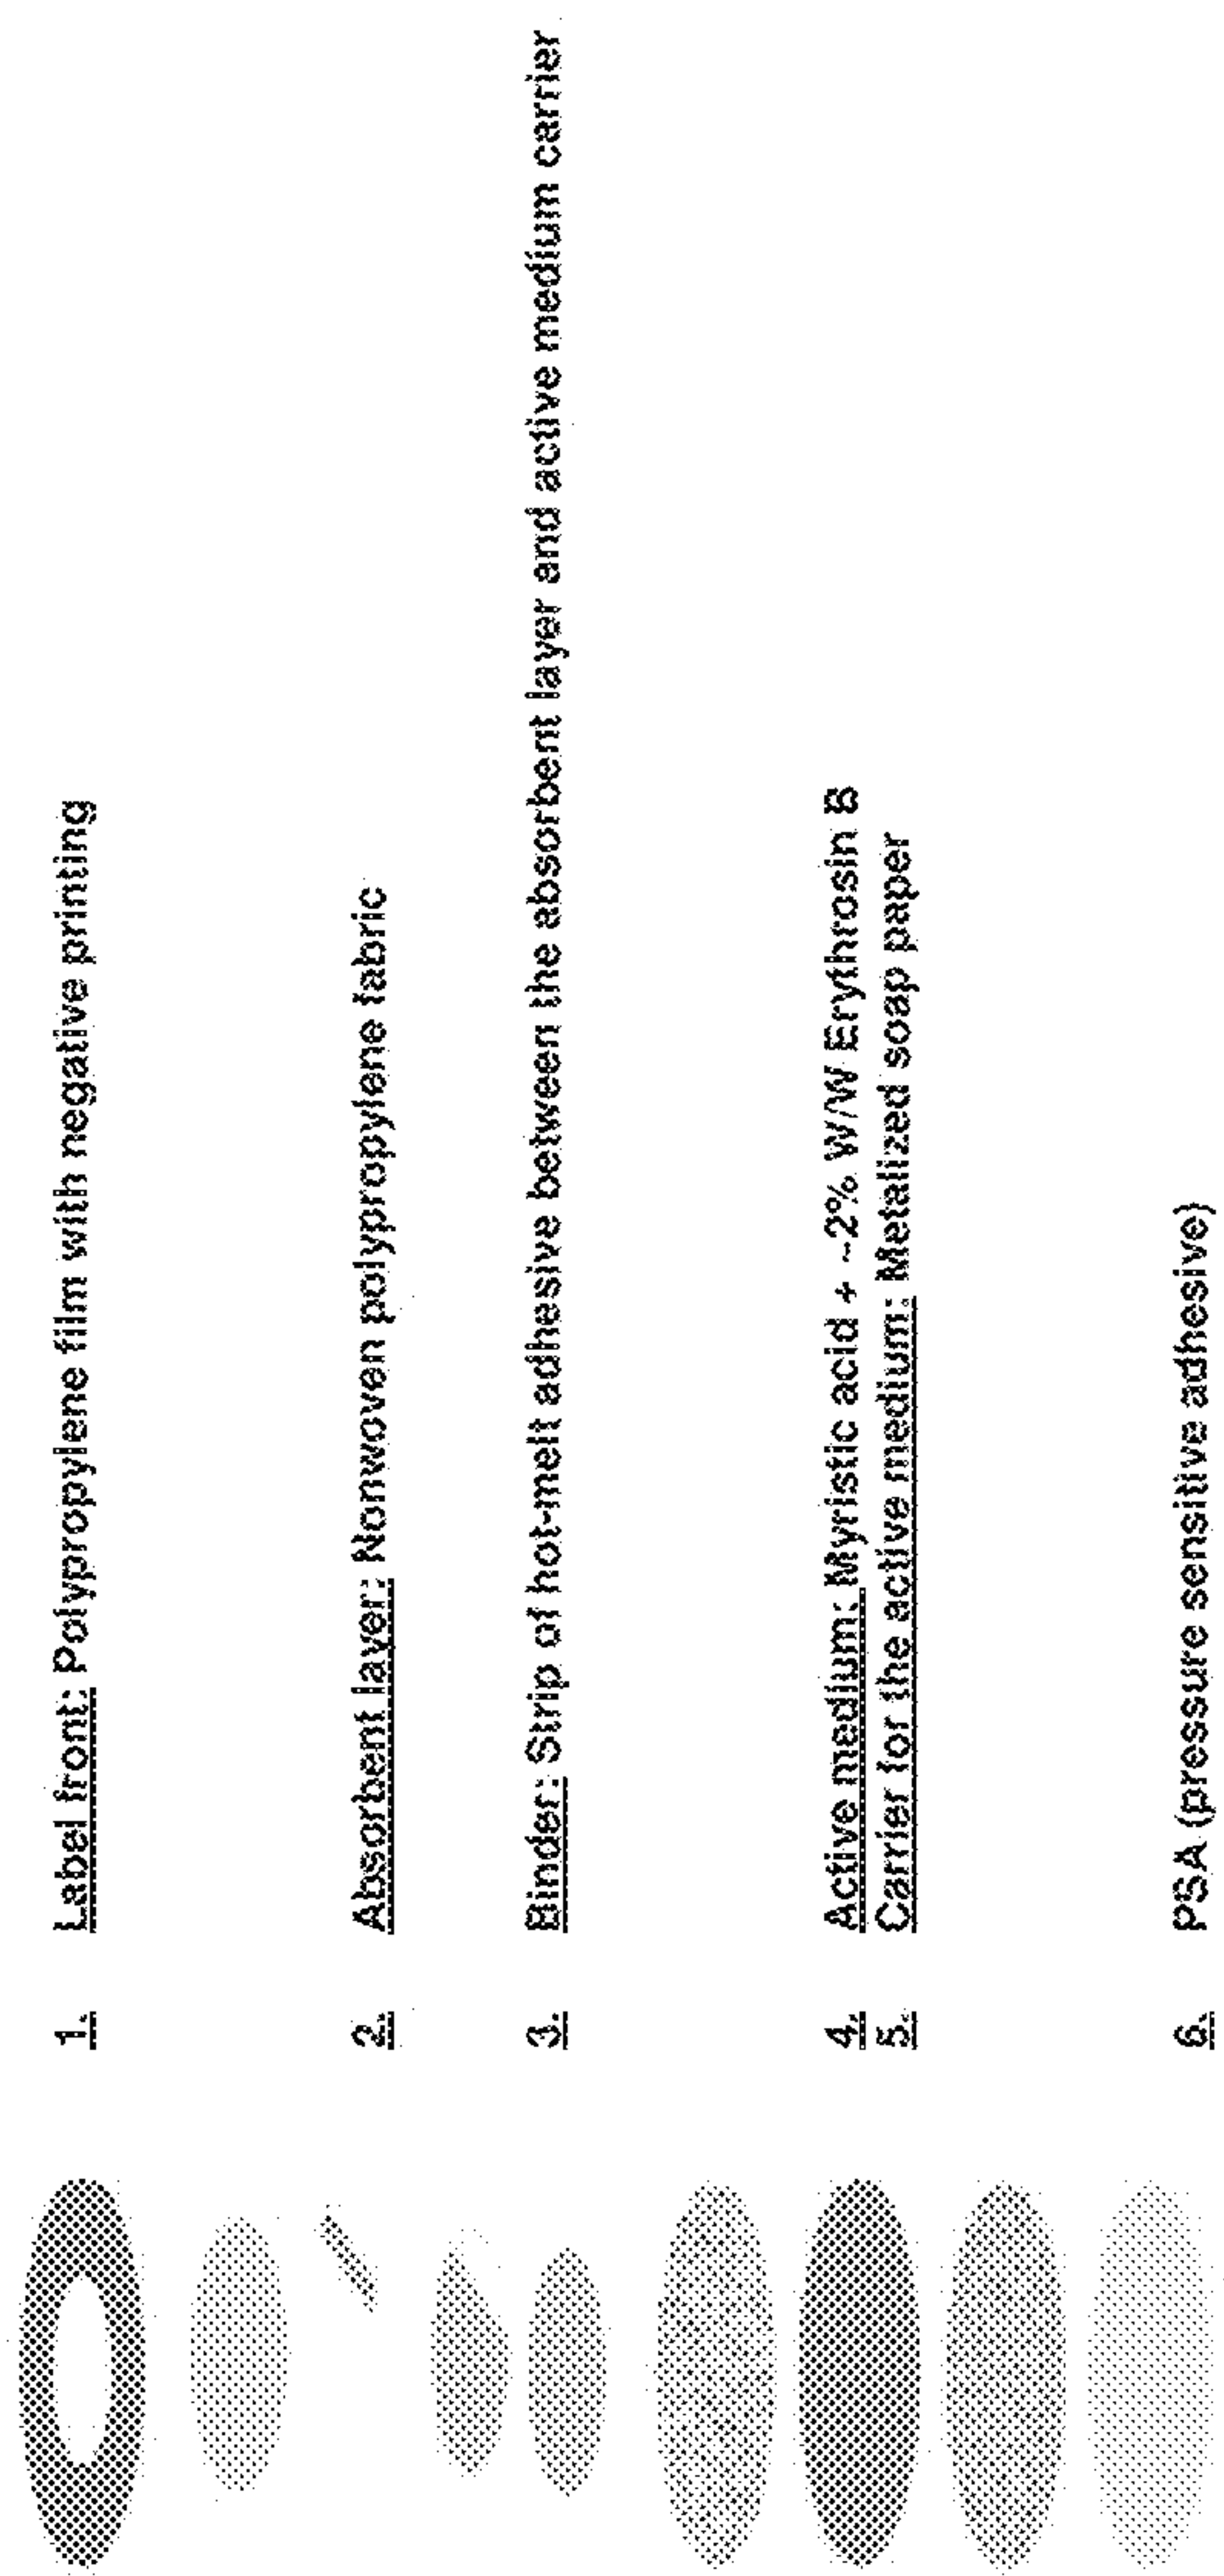 1. Label front: Polypropylene film with negative printing
2. Absorbent layer: Nonwoven polypropylene fabric
3. Binder: Strip of hot-melt adhesive between the absorbent layer and active medium carrier
4. Active medium: Myristic acid + ~2% W/W Erythrosin B
5. Carrier for the active medium: Metalized soap paper
6. PSA (pressure sensitive adhesive)